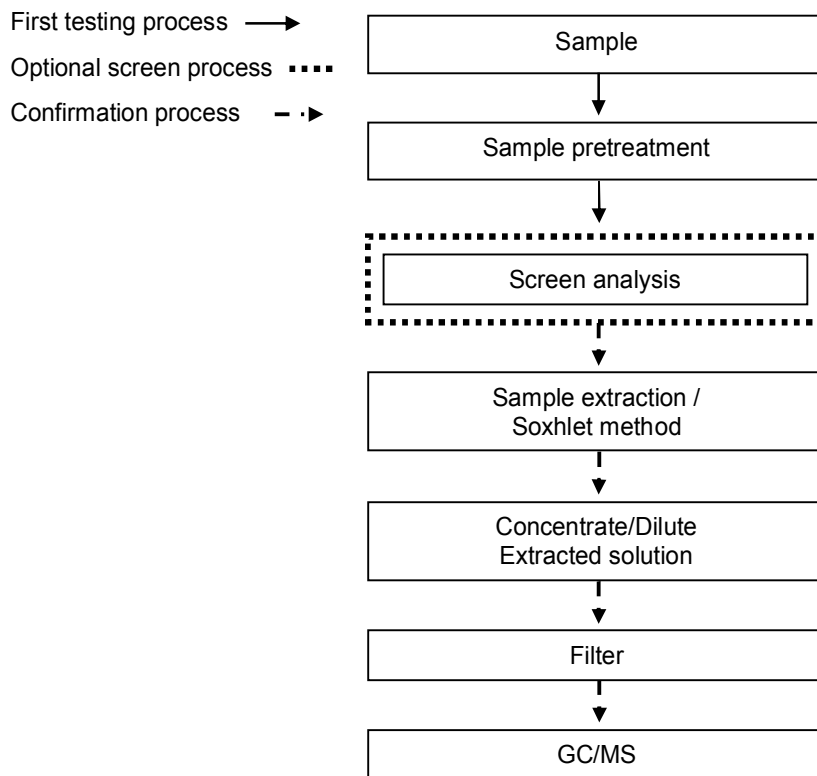 First testing process
Optional screen process
Confirmation process
Sample
Sample pretreatment
Screen analysis
Sample extraction /
Soxhlet method
Concentrate/Dilute
Extracted solution
Filter
GC/MS